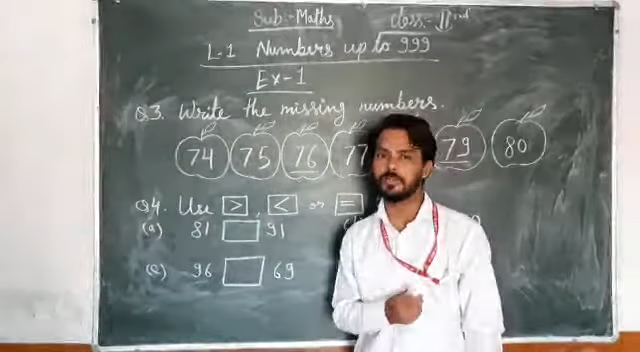 Sub:- Maths class:- II nd
L-1 Numbers up to 999
Ex-1
Q3. Write the missing numbers.
74 75 76 77 79 80
Q4. Use > , < or =
(a) 81 91
(c) 96 69